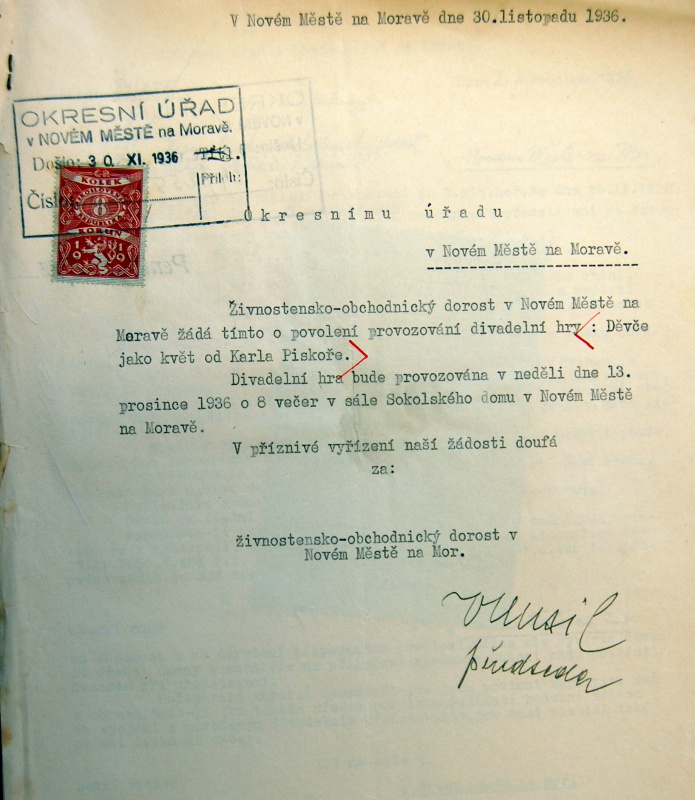 V Novém Městě na Moravě dne 30.listopadu 1936.
OKRESNÍ ÚŘAD
v NOVÉM MĚSTĚ na Moravě.
Došlo: 30 XI. 1936
Příloh:
Číslo:
KOLEK
8
KORUN
1919
Okresnímu úřadu
v Novém Městě na Moravě.
Živnostensko-obchodnický dorost v Novém Městě na
Moravě žádá tímto o povolení provozování divadelní hry : Děvče
jako květ od Karla Piskoře.
Divadelní hra bude provozována v neděli dne 13.
prosince 1936 o 8 večer v sále Sokolského domu v Novém Městě
na Moravě.
V příznivé vyřízení naší žádosti doufá
za:
živnostensko-obchodnický dorost v
Novém Městě na Mor.
předseda